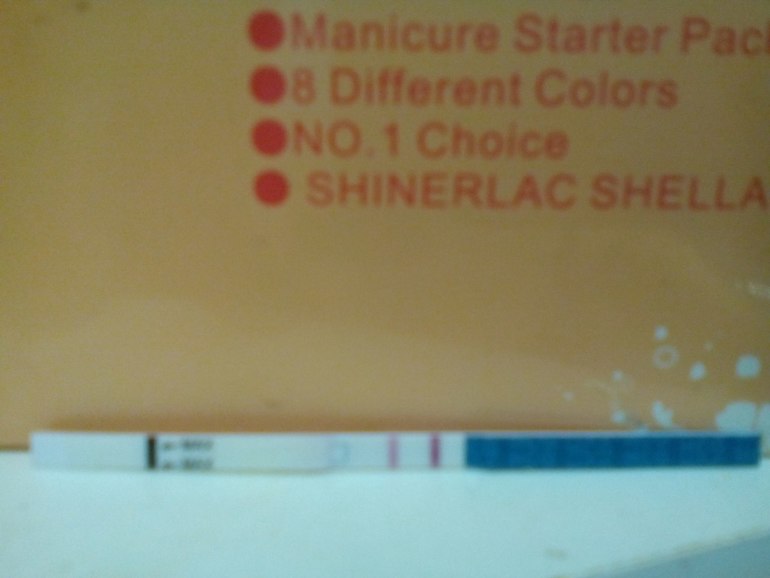 Manicure Starter Pac
8 Different Colors
NO.1 Choice
SHINERLAC SHELLA